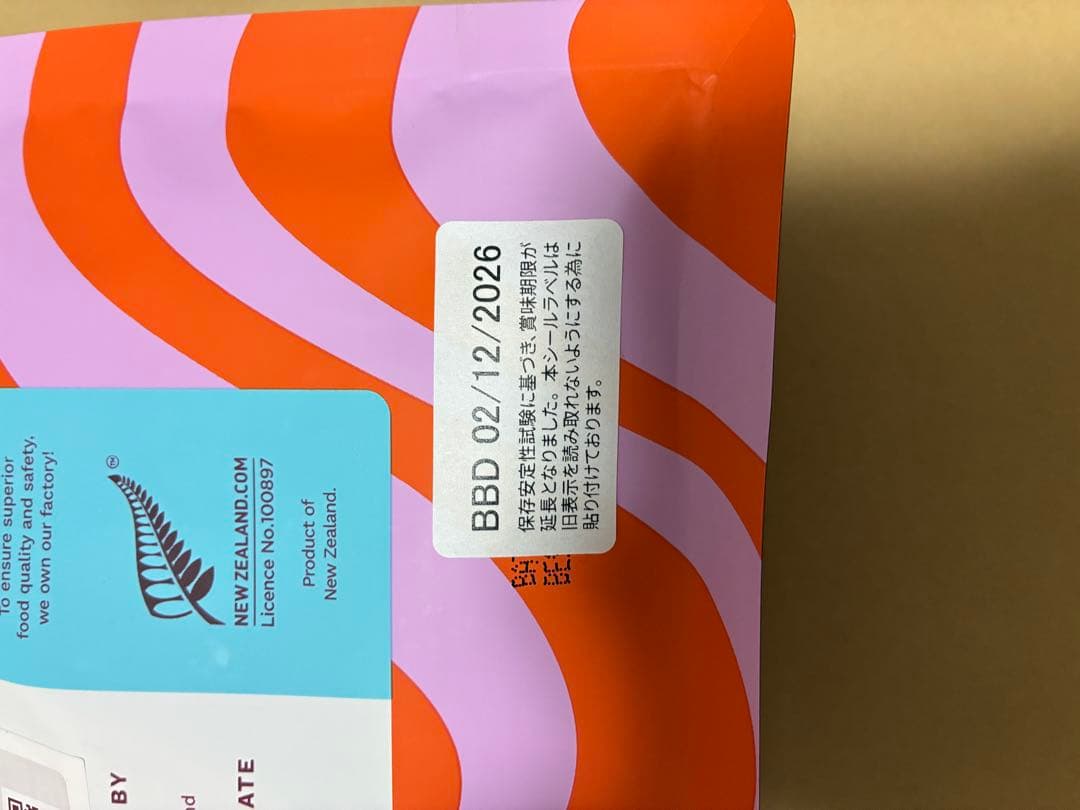 To ensure superior
food quality and safety,
we own our factory!
TM
NEW ZEALAND.COM
Licence No.100897
Product of
New Zealand.
BY
ATE
BBD 02/12/2026
保存安定性試験に基づき、賞味期限が
延長となりました。本シールラベルは
旧表示を読み取れないようにする為に
貼り付けております。